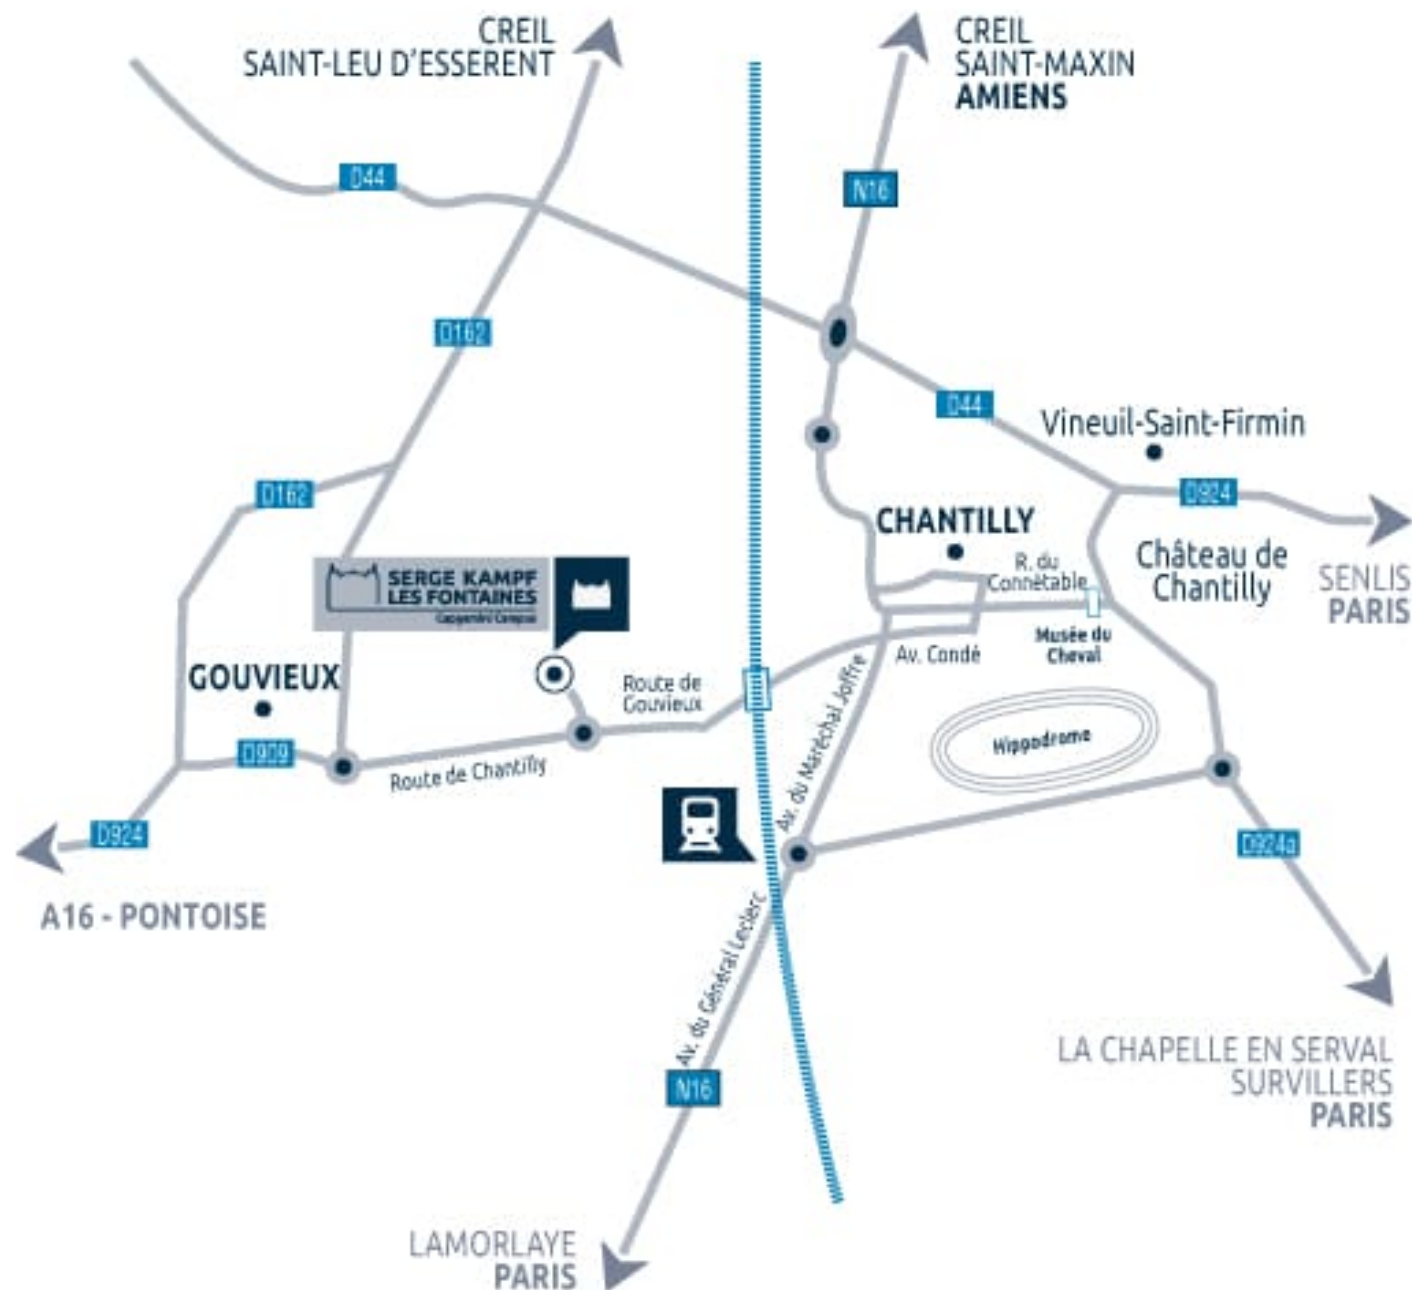 CREIL
SAINT-LEU D'ESSERENT
CREIL
SAINT-MAXIN
AMIENS
D44
N16
D162
D44
Vineuil-Saint-Firmin
D162
D924
CHANTILLY
R. du
Connétable
Château de
Chantilly
SENLIS
PARIS
SERGE KAMPF
LES FONTAINES
Capgemini Campus
Musée du
Cheval
Av. Condé
GOUVIEUX
Route de
Gouvieux
Av. du Maréchal Joffre
Hippodrome
D909
Route de Chantilly
D924
D924a
A16 - PONTOISE
Av. du Général Leclerc
LA CHAPELLE EN SERVAL
SURVILLERS
PARIS
N16
LAMORLAYE
PARIS